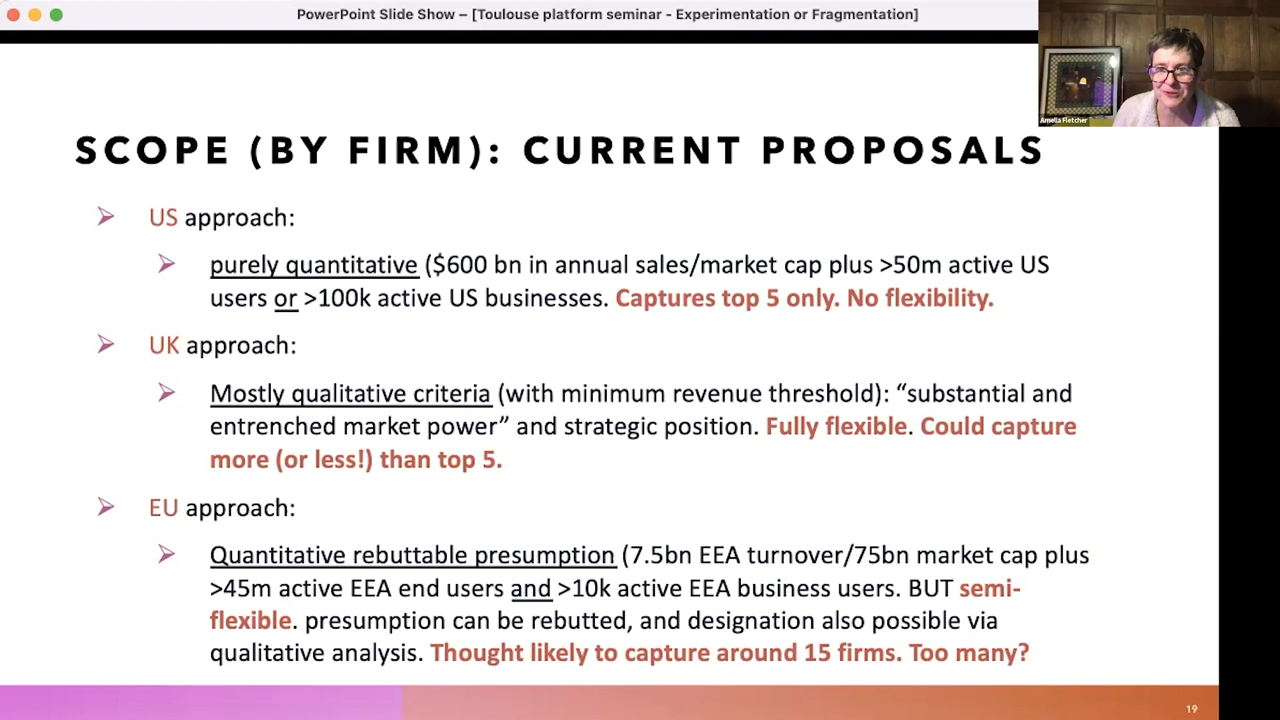 PowerPoint Slide Show – [Toulouse platform seminar - Experimentation or Fragmentation]
Amelia Fletcher
SCOPE (BY FIRM): CURRENT PROPOSALS
US approach:
purely quantitative ($600 bn in annual sales/market cap plus >50m active US
users or >100k active US businesses. Captures top 5 only. No flexibility.
UK approach:
Mostly qualitative criteria (with minimum revenue threshold): “substantial and
entrenched market power” and strategic position. Fully flexible. Could capture
more (or less!) than top 5.
EU approach:
Quantitative rebuttable presumption (7.5bn EEA turnover/75bn market cap plus
>45m active EEA end users and >10k active EEA business users. BUT semi-
flexible. presumption can be rebutted, and designation also possible via
qualitative analysis. Thought likely to capture around 15 firms. Too many?
19